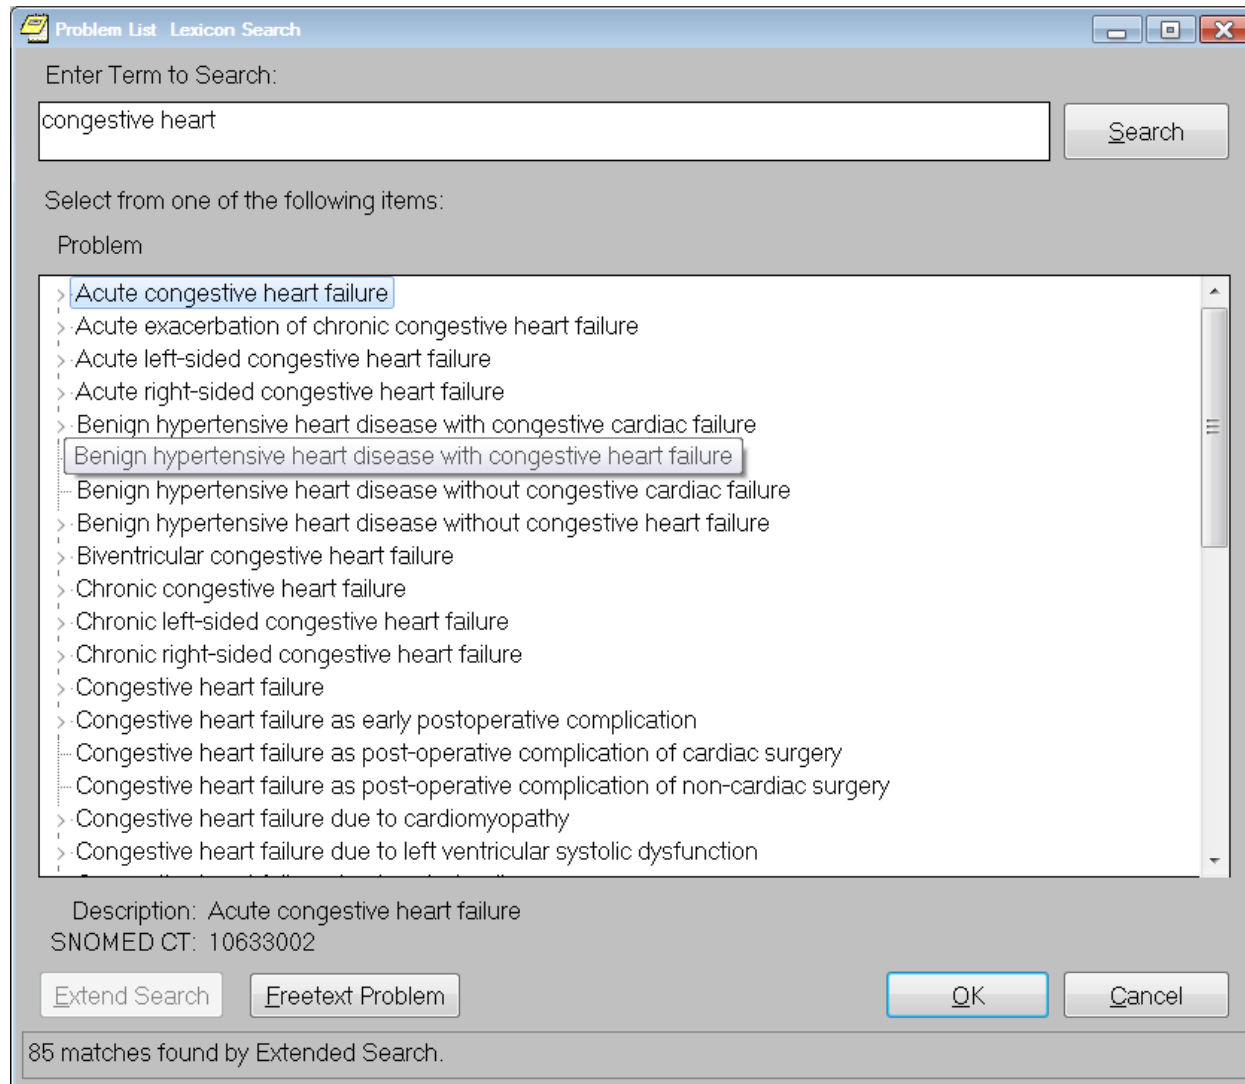 Problem List Lexicon Search
Enter Term to Search:
congestive heart
Search
Select from one of the following items:
Problem
Acute congestive heart failure
Acute exacerbation of chronic congestive heart failure
Acute left-sided congestive heart failure
Acute right-sided congestive heart failure
Benign hypertensive heart disease with congestive cardiac failure
Benign hypertensive heart disease with congestive heart failure
Benign hypertensive heart disease without congestive cardiac failure
Benign hypertensive heart disease without congestive heart failure
Biventricular congestive heart failure
Chronic congestive heart failure
Chronic left-sided congestive heart failure
Chronic right-sided congestive heart failure
Congestive heart failure
Congestive heart failure as early postoperative complication
Congestive heart failure as post-operative complication of cardiac surgery
Congestive heart failure as post-operative complication of non-cardiac surgery
Congestive heart failure due to cardiomyopathy
Congestive heart failure due to left ventricular systolic dysfunction
Description: Acute congestive heart failure
SNOMED CT: 10633002
Extend Search
Freetext Problem
OK
Cancel
85 matches found by Extended Search.